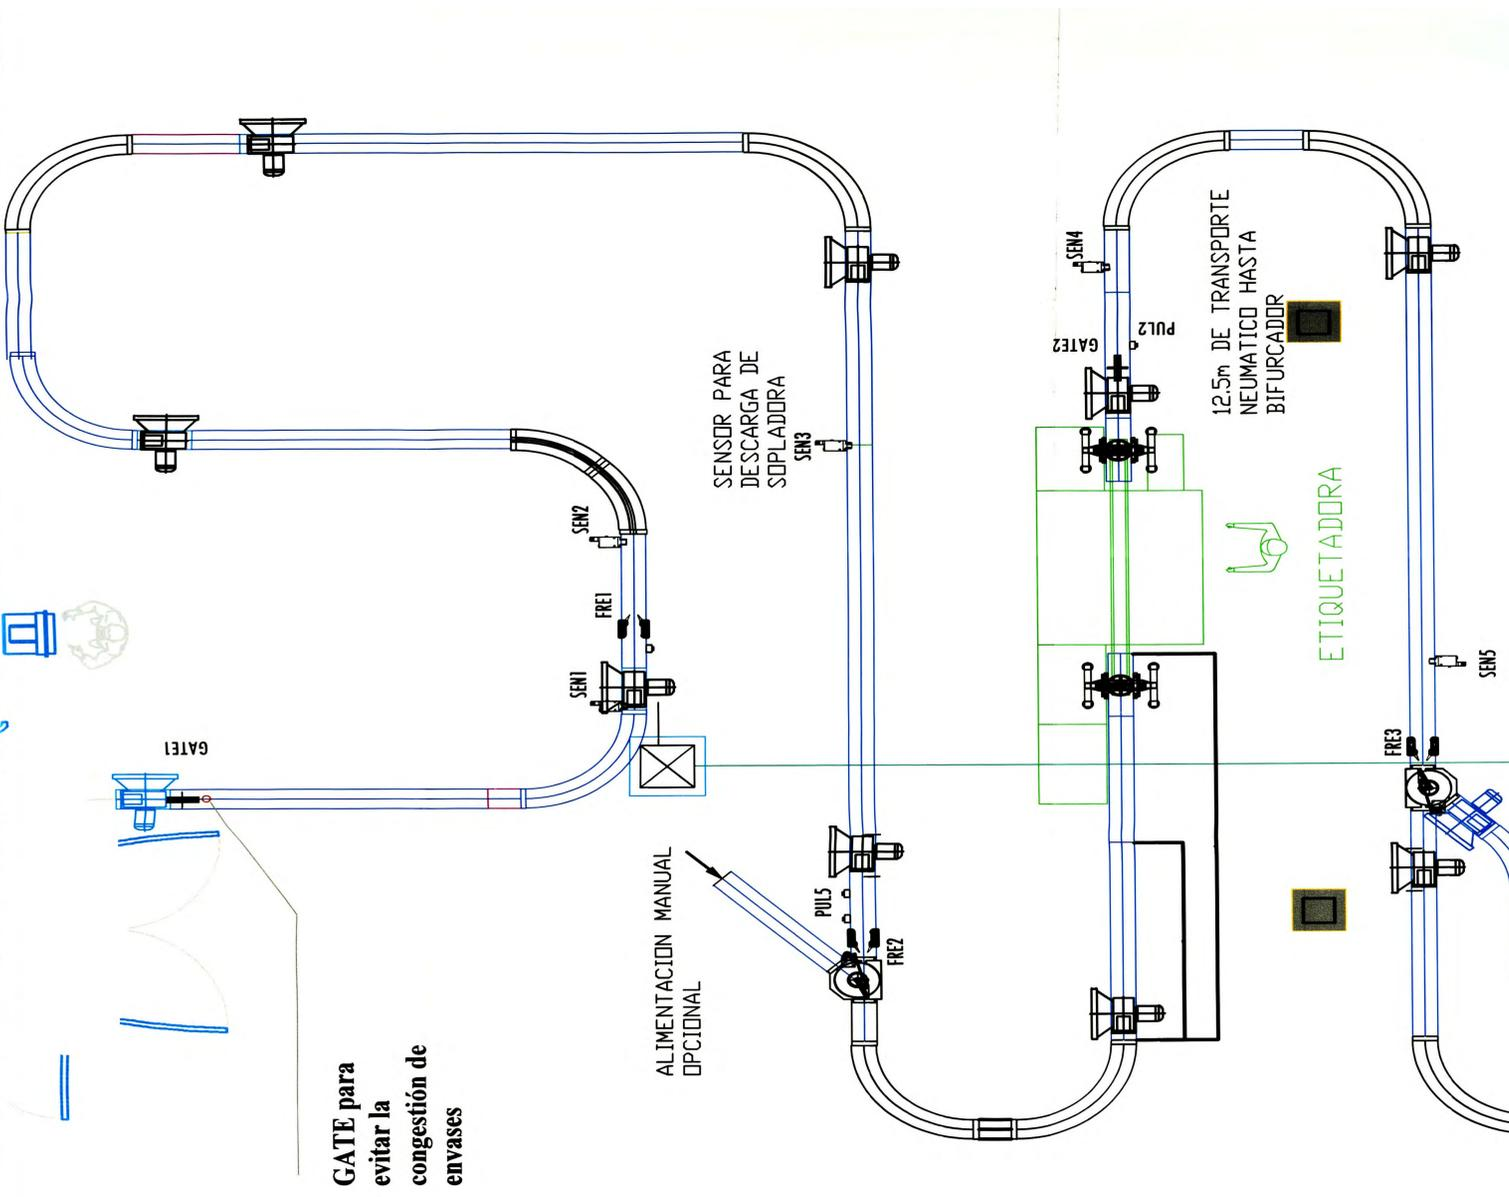 SEN4
PUL2
GATE2
12.5m DE TRANSPORTE
NEUMATICO HASTA
BIFURCADOR
SENSOR PARA
DESCARGA DE
SOPLADORA
SEN3
SEN2
FRE1
SEN1
GATE1
ETIQUETADORA
SEN5
FRE3
ALIMENTACION MANUAL
OPCIONAL
PUL5
FRE2
GATE para
evitar la
congestión de
envases